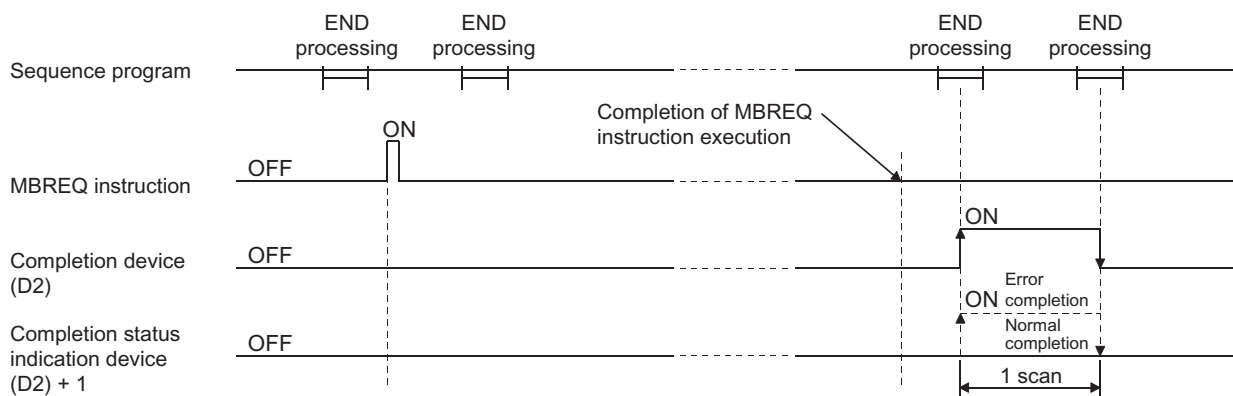 END
processing
END
processing
END
processing
END
processing
Sequence program
Completion of MBREQ
instruction execution
ON
OFF
MBREQ instruction
ON
OFF
Completion device
(D2)
Error
ON completion
Normal
completion
Completion status
indication device
(D2) + 1
OFF
1 scan